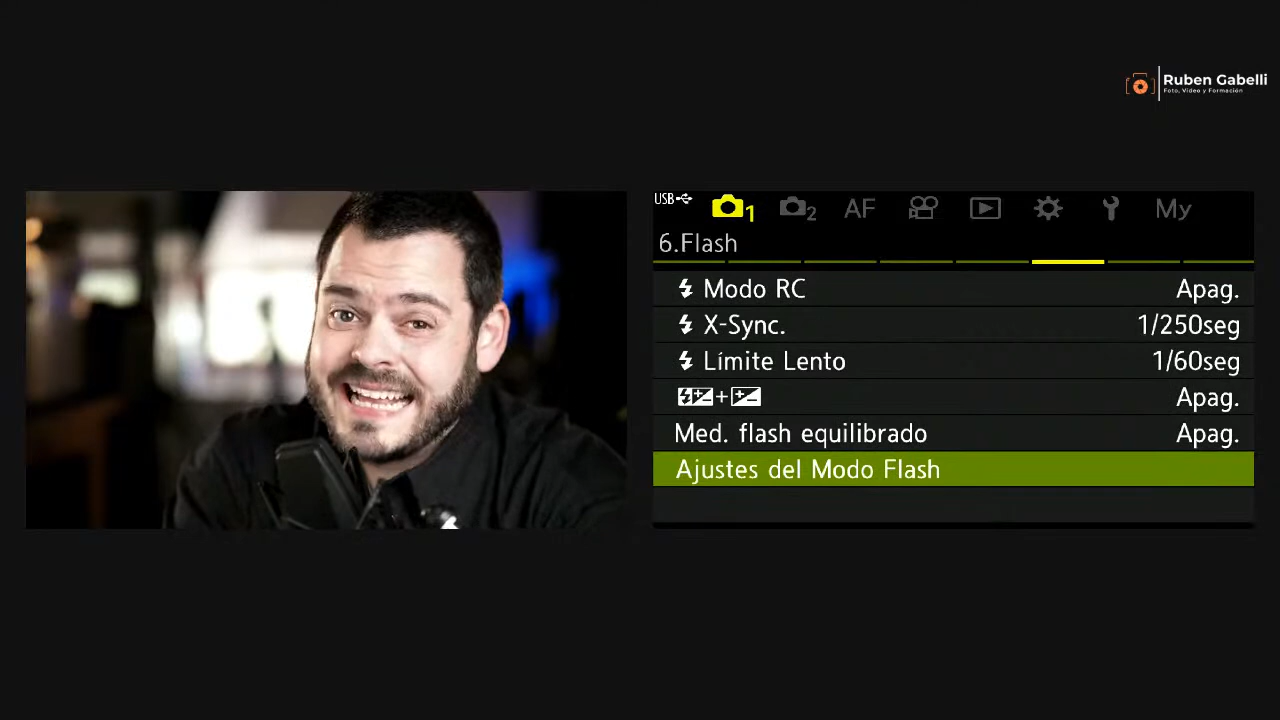 Ruben Gabelli
Foto, Video y Formación
USB
1
2
AF
My
6.Flash
Modo RC Apag.
X-Sync. 1/250seg
Límite Lento 1/60seg
+ Apag.
Med. flash equilibrado Apag.
Ajustes del Modo Flash